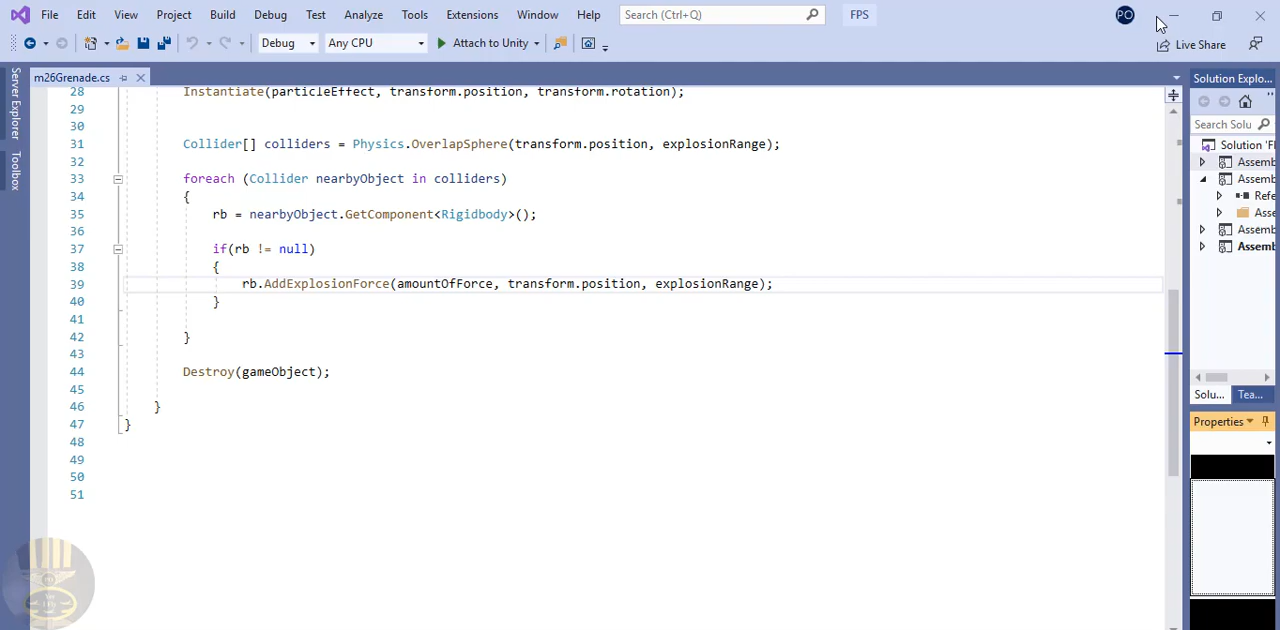 File Edit View Project Build Debug Test Analyze Tools Extensions Window Help Search (Ctrl+Q) FPS PO
Debug Any CPU Attach to Unity Live Share
Server Explorer
Toolbox
m26Grenade.cs
28 Instantiate(particleEffect, transform.position, transform.rotation);
29
30
31 Collider[] colliders = Physics.OverlapSphere(transform.position, explosionRange);
32
33 foreach (Collider nearbyObject in colliders)
34 {
35 rb = nearbyObject.GetComponent<Rigidbody>();
36
37 if(rb != null)
38 {
39 rb.AddExplosionForce(amountOfForce, transform.position, explosionRange);
40 }
41
42 }
43
44 Destroy(gameObject);
45
46 }
47 }
48
49
50
51
Solution Explo...
Search Solu
Solution 'F
Assemb
Assemb
Refe
Asse
Assemb
Assemb
Solu... Tea...
Properties